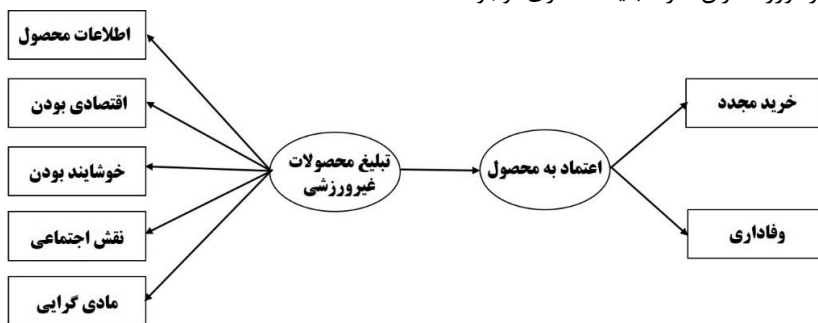 اطلاعات محصول
اقتصادی بودن
خوشایند بودن
نقش اجتماعی
مادی گرایی
تبلیغ محصولات
غیرورزشی
اعتماد به محصول
خرید مجدد
وفاداری